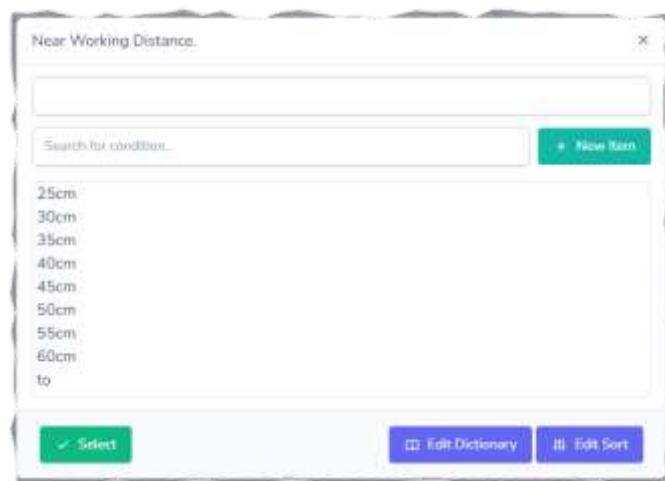 Near Working Distance.
×
Search for condition...
+ New Item
25cm
30cm
35cm
40cm
45cm
50cm
55cm
60cm
to
Select
Edit Dictionary
Edit Sort